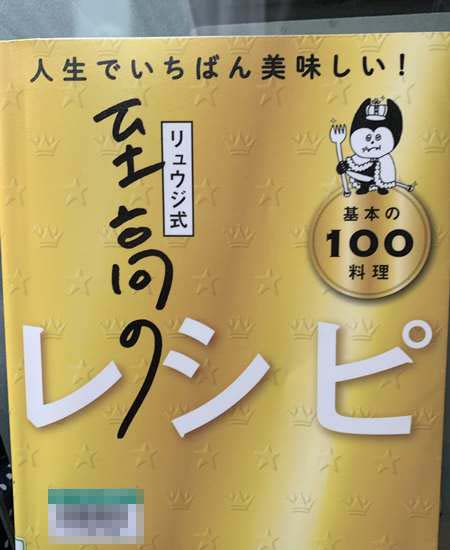 人生でいちばん美味しい!
リュウジ式
至高の
レシピ
基本の
100
料理